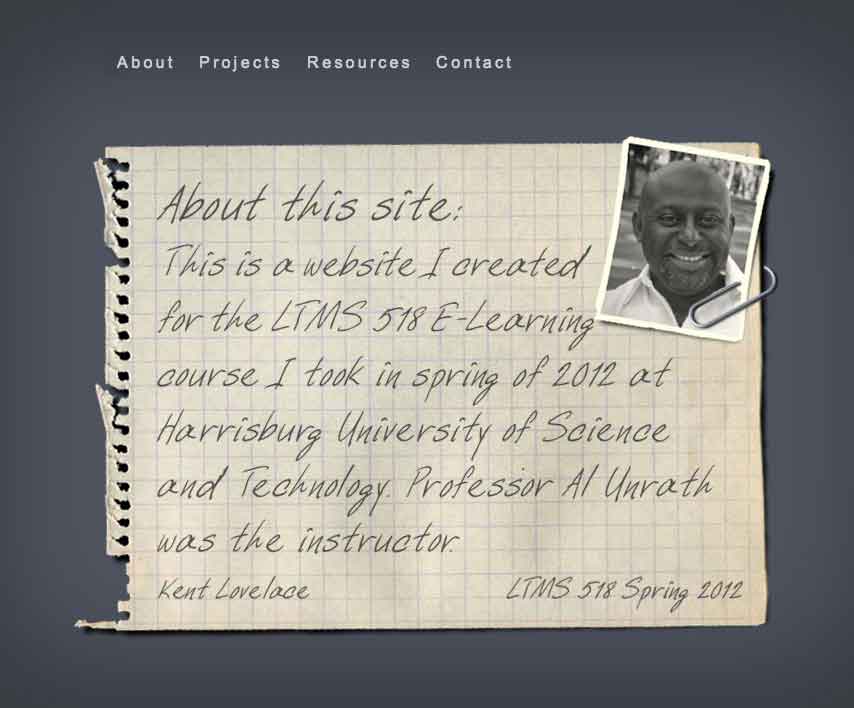 About Projects Resources Contact
About this site:
This is a website I created
for the LTMS 518 E-Learning
course I took in spring of 2012 at
Harrisburg University of Science
and Technology. Professor Al Unrath
was the instructor.
Kent Lovelace LTMS 518 Spring 2012